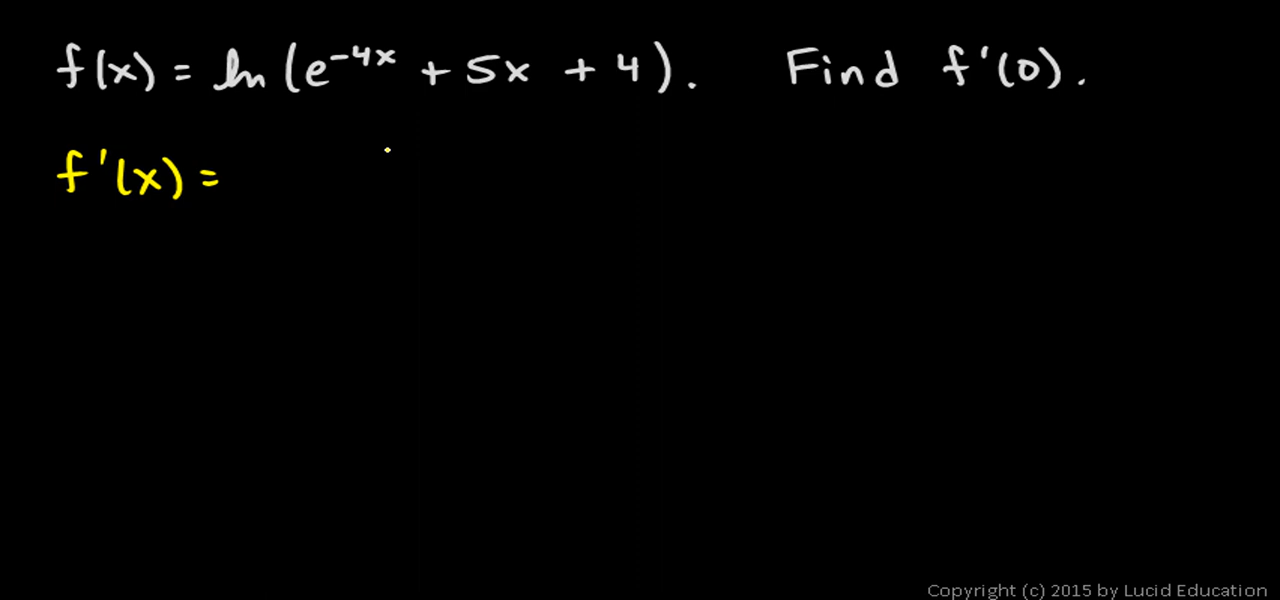 f(x) = ln(e^{-4x} + 5x + 4). Find f'(0).
f'(x) =
Copyright (c) 2015 by Lucid Education